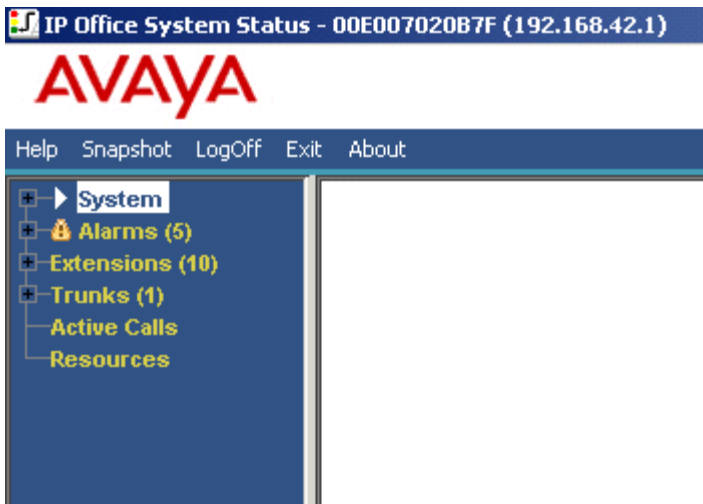 IP Office System Status - 00E007020B7F (192.168.42.1)
AVAYA
Help Snapshot LogOff Exit About
System
Alarms (5)
Extensions (10)
Trunks (1)
Active Calls
Resources